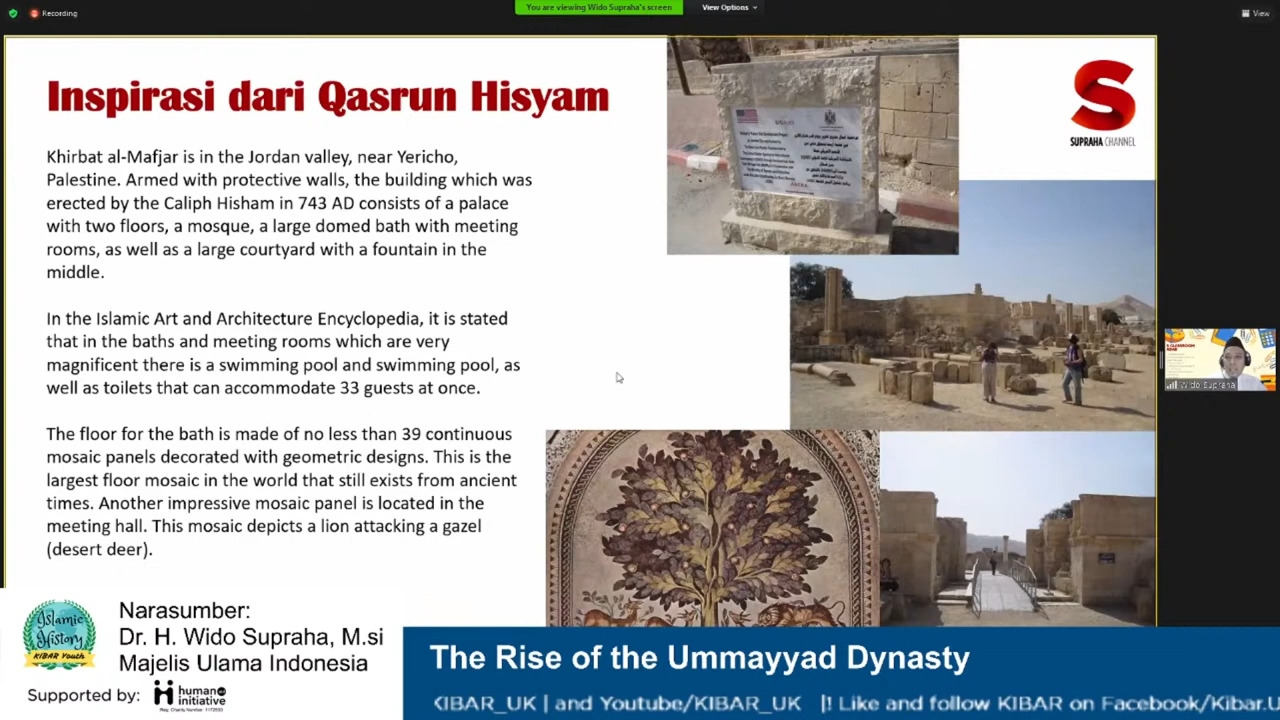 Recording
You are viewing Wido Supraha's screen
View Options
View
Inspirasi dari Qasrun Hisyam
Khirbat al-Mafjar is in the Jordan valley, near Yericho,
Palestine. Armed with protective walls, the building which was
erected by the Caliph Hisham in 743 AD consists of a palace
with two floors, a mosque, a large domed bath with meeting
rooms, as well as a large courtyard with a fountain in the
middle.
In the Islamic Art and Architecture Encyclopedia, it is stated
that in the baths and meeting rooms which are very
magnificent there is a swimming pool and swimming pool, as
well as toilets that can accommodate 33 guests at once.
The floor for the bath is made of no less than 39 continuous
mosaic panels decorated with geometric designs. This is the
largest floor mosaic in the world that still exists from ancient
times. Another impressive mosaic panel is located in the
meeting hall. This mosaic depicts a lion attacking a gazel
(desert deer).
S
SUPRAHA CHANNEL
Wido Supraha
Islamic
History
KIBAR Youth
Narasumber:
Dr. H. Wido Supraha, M.si
Majelis Ulama Indonesia
Supported by:
human
initiative
The Rise of the Ummayyad Dynasty
KIBAR_UK | and Youtube/KIBAR_UK |! Like and follow KIBAR on Facebook/Kibar.U